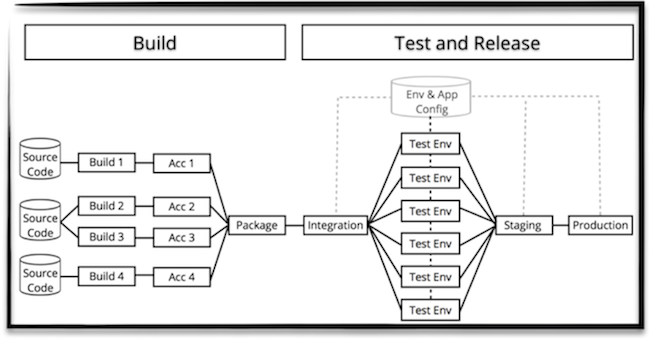 Build
Test and Release
Env & App
Config
Source
Code
Build 1
Acc 1
Source
Code
Build 2
Acc 2
Build 3
Acc 3
Source
Code
Build 4
Acc 4
Package
Integration
Test Env
Test Env
Test Env
Test Env
Test Env
Test Env
Staging
Production